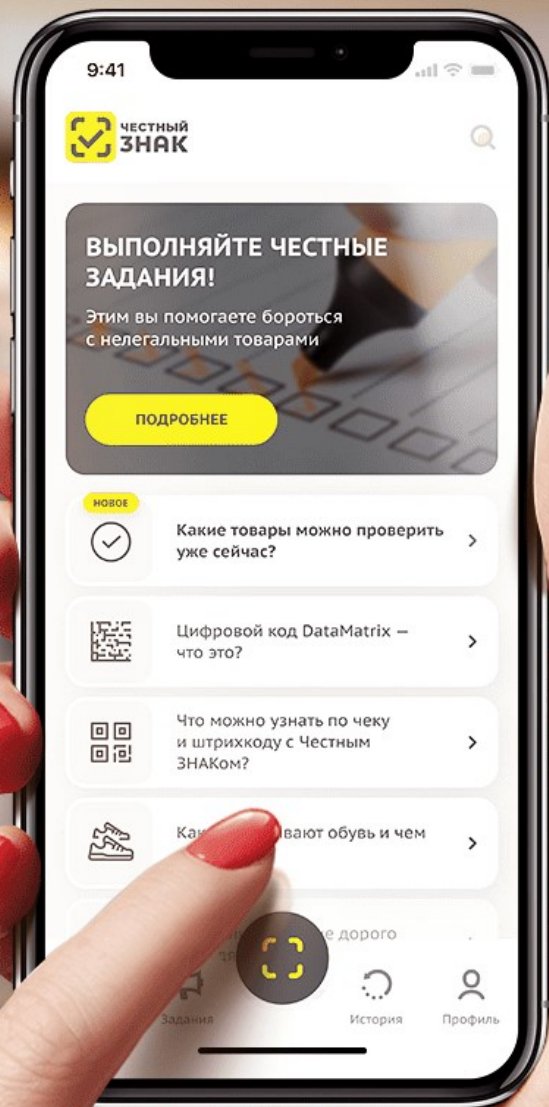 9:41
ЧЕСТНЫЙ
ЗНАК
ВЫПОЛНЯЙТЕ ЧЕСТНЫЕ
ЗАДАНИЯ!
Этим вы помогаете бороться
с нелегальными товарами
ПОДРОБНЕЕ
НОВОЕ
Какие товары можно проверить
уже сейчас?
Цифровой код DataMatrix —
что это?
Что можно узнать по чеку
и штрихкоду с Честным
ЗНАКом?
обувь и чем
дорого
Задания
История
Профиль